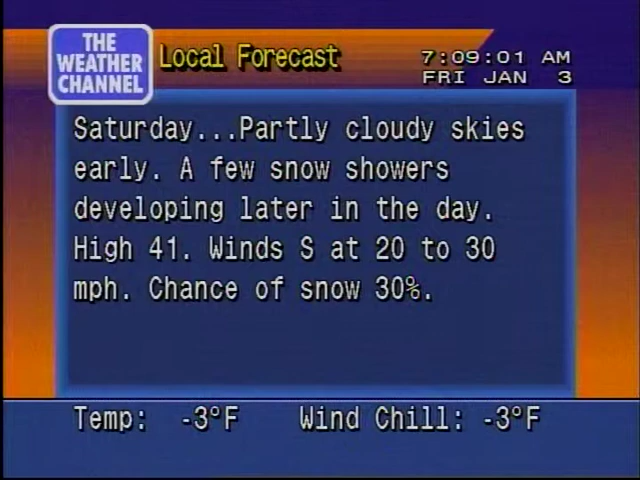 THE
WEATHER
CHANNEL
Local Forecast
7:09:01 AM
FRI JAN 3
Saturday...Partly cloudy skies
early. A few snow showers
developing later in the day.
High 41. Winds S at 20 to 30
mph. Chance of snow 30%.
Temp: -3°F Wind Chill: -3°F